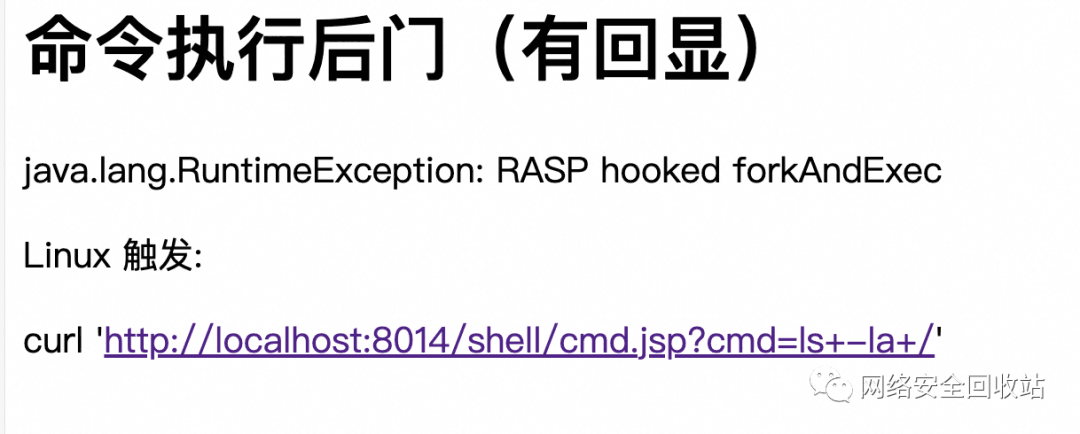 命令执行后门（有回显）
java.lang.RuntimeException: RASP hooked forkAndExec
Linux 触发:
curl 'http://localhost:8014/shell/cmd.jsp?cmd=ls+-la+/'
网络安全回收站